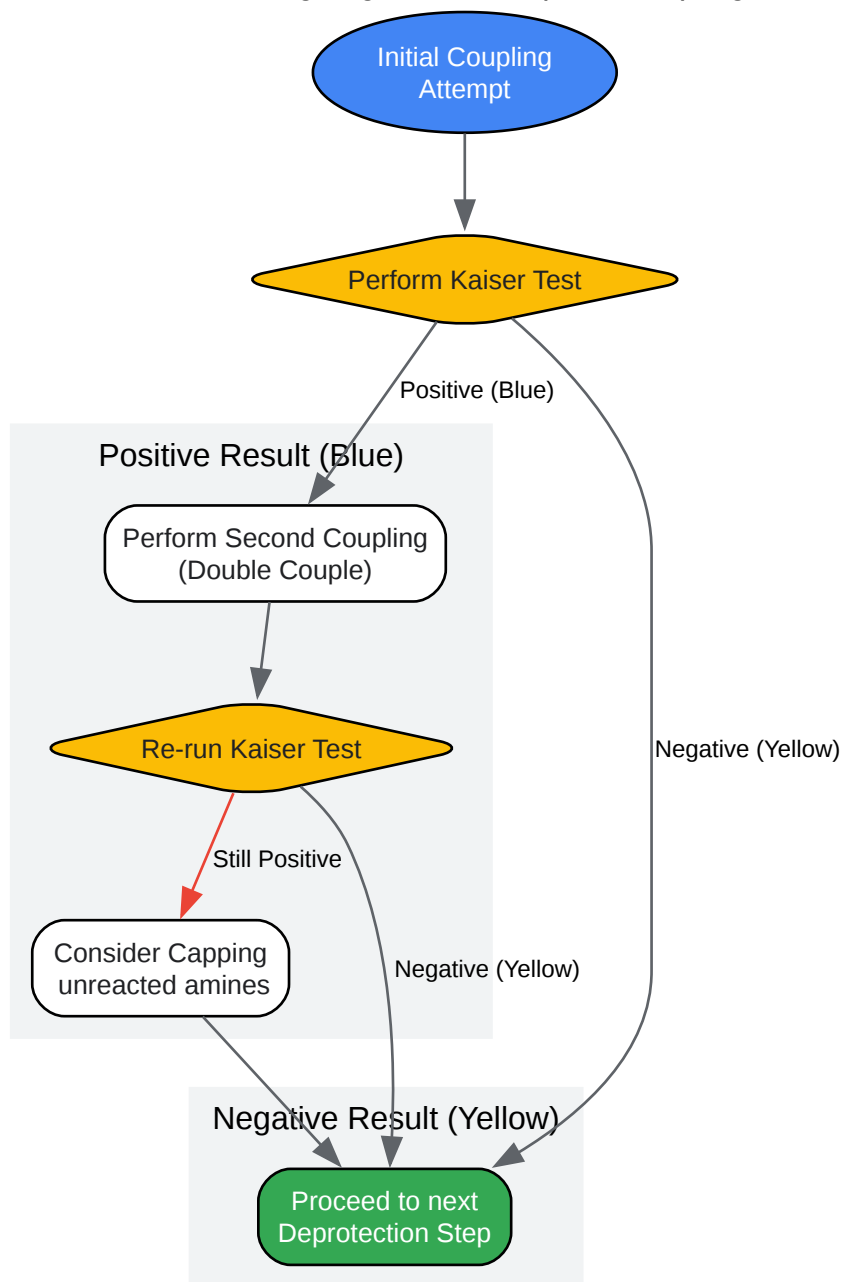 Initial Coupling
Attempt
Perform Kaiser Test
Positive (Blue)
Positive Result (Blue)
Perform Second Coupling
(Double Couple)
Re-run Kaiser Test
Negative (Yellow)
Still Positive
Consider Capping
unreacted amines
Negative (Yellow)
Negative Result (Yellow)
Proceed to next
Deprotection Step